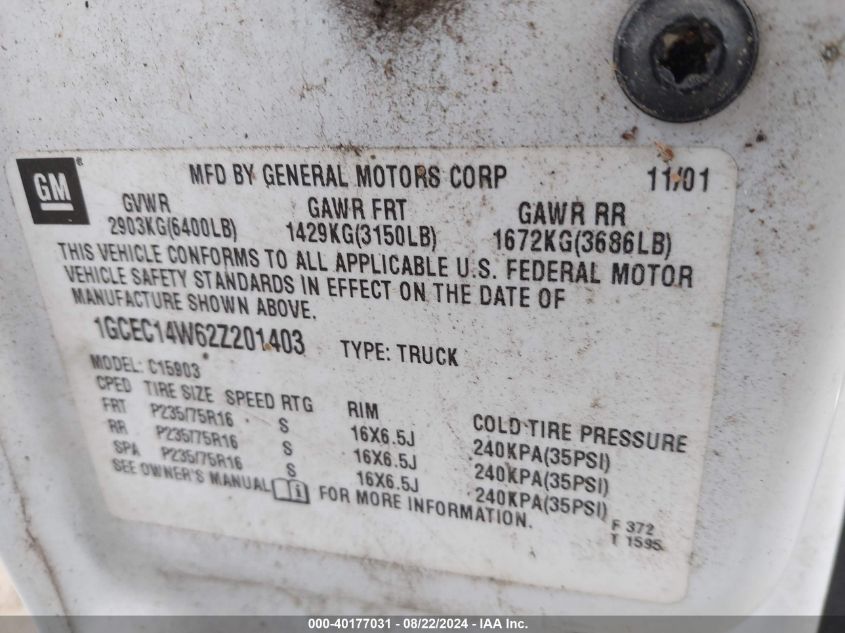 GM®
MFD BY GENERAL MOTORS CORP 11/01
GVWR GAWR FRT GAWR RR
2903KG(6400LB) 1429KG(3150LB) 1672KG(3686LB)
THIS VEHICLE CONFORMS TO ALL APPLICABLE U.S. FEDERAL MOTOR
VEHICLE SAFETY STANDARDS IN EFFECT ON THE DATE OF
MANUFACTURE SHOWN ABOVE.
1GCEC14W62Z201403 TYPE: TRUCK
MODEL: C15903
CPED TIRE SIZE SPEED RTG RIM COLD TIRE PRESSURE
FRT P235/75R16 S 16X6.5J 240KPA(35PSI)
RR P235/75R16 S 16X6.5J 240KPA(35PSI)
SPA P235/75R16 S 16X6.5J 240KPA(35PSI)
SEE OWNER'S MANUAL i FOR MORE INFORMATION.
F 372
T 1595
000-40177031 - 08/22/2024 - IAA Inc.